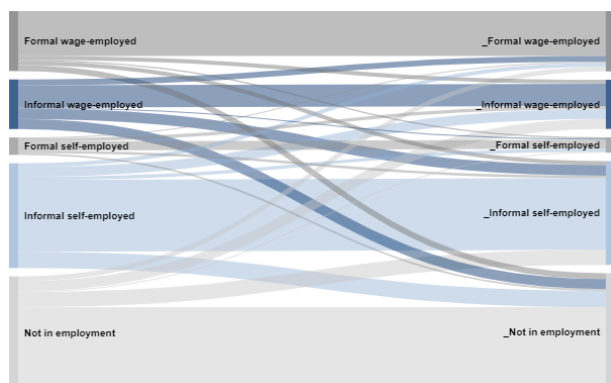 Formal wage-employed
_Formal wage-employed
Informal wage-employed
_Informal wage-employed
Formal self-employed
_Formal self-employed
Informal self-employed
_Informal self-employed
Not in employment
_Not in employment